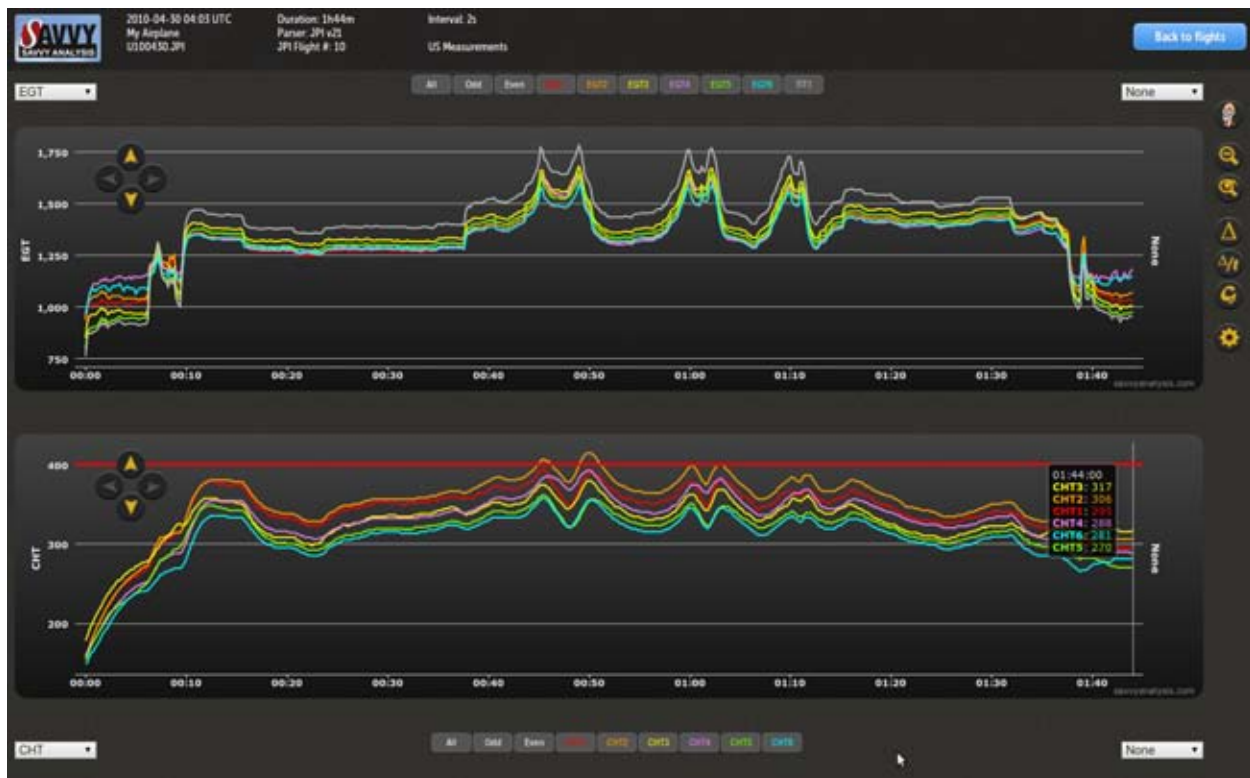 SAVVY
SAVVY ANALYSIS
2010-04-30 04:03 UTC
My Airplane
U100430.JPI
Duration: 1h44m
Parser: JPI v21
JPI Flight #: 10
Interval: 2s
US Measurements
Back to flights
EGT
All Odd Even EGT2 EGT3 EGT4 EGT5 EGT6
None
1,750
1,500
1,250
1,000
750
EGT
None
00:00 00:10 00:20 00:30 00:40 00:50 01:00 01:10 01:20 01:30 01:40
savvyanalysis.com
Δ
Δ/t
400
300
200
CHT
None
01:44:00
CHT3: 317
CHT2: 306
CHT1: 295
CHT4: 288
CHT6: 281
CHT5: 270
00:00 00:10 00:20 00:30 00:40 00:50 01:00 01:10 01:20 01:30 01:40
savvyanalysis.com
CHT
All Odd Even CHT2 CHT3 CHT4 CHT5 CHT6
None